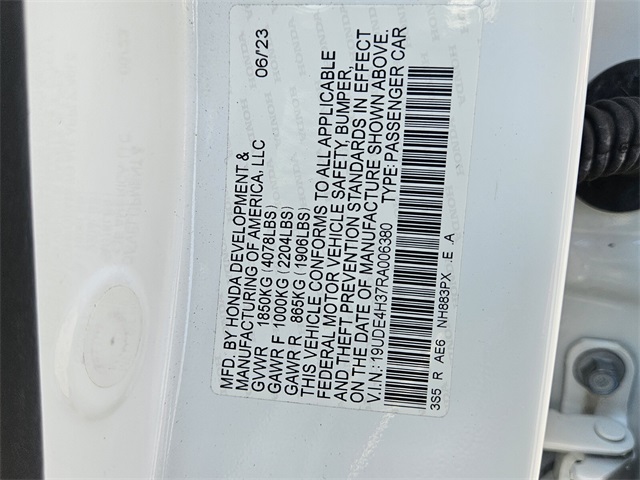 MFD. BY HONDA DEVELOPMENT & 06/23
MANUFACTURING OF AMERICA, LLC
GVWR 1850KG (4078LBS)
GAWR F 1000KG (2204LBS)
GAWR R 865KG (1906LBS)
THIS VEHICLE CONFORMS TO ALL APPLICABLE
FEDERAL MOTOR VEHICLE SAFETY, BUMPER,
AND THEFT PREVENTION STANDARDS IN EFFECT
ON THE DATE OF MANUFACTURE SHOWN ABOVE.
V.I.N.: 19UDE4H37RA006380 TYPE: PASSENGER CAR
3S5 R AE6 NH883PX E .A